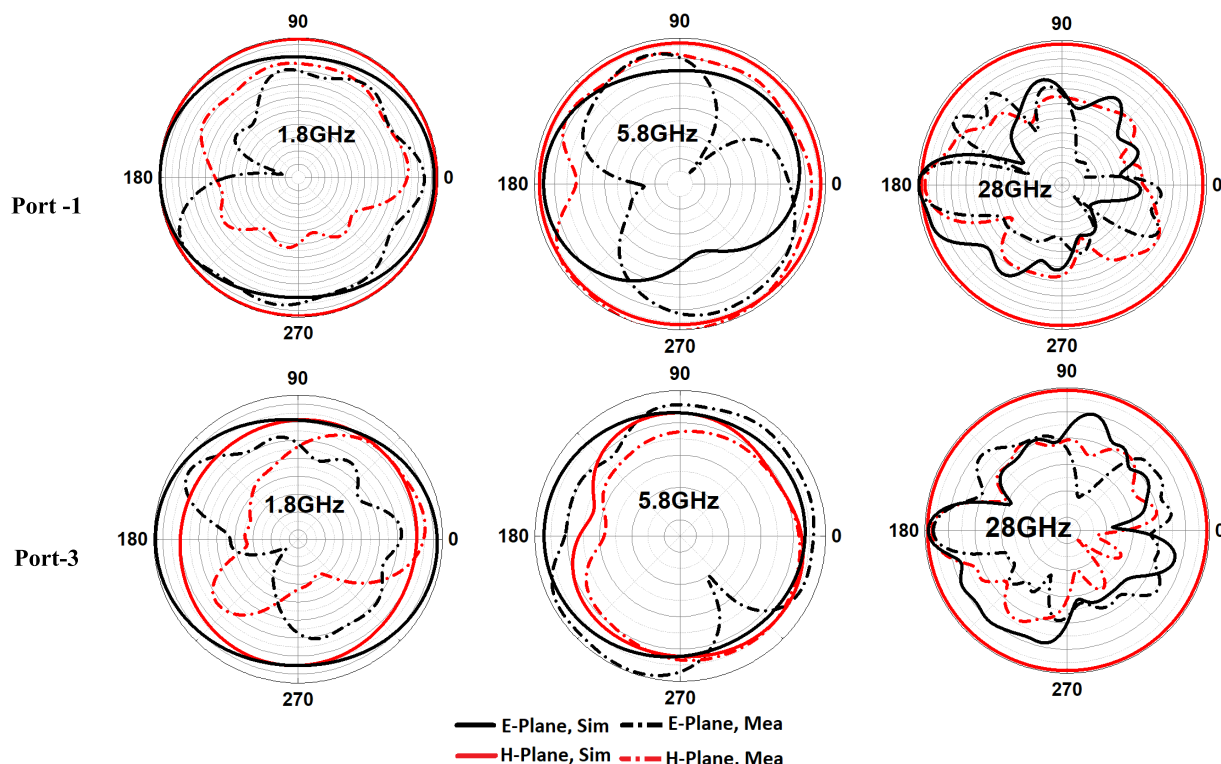 90 90 90
1.8GHz 5.8GHz 28GHz
Port -1 180 0 180 0 180 0
270 270 270
90 90 90
1.8GHz 5.8GHz 28GHz
Port-3 180 0 180 0 180 0
270 270 270
E-Plane, Sim E-Plane, Mea
H-Plane, Sim H-Plane, Mea